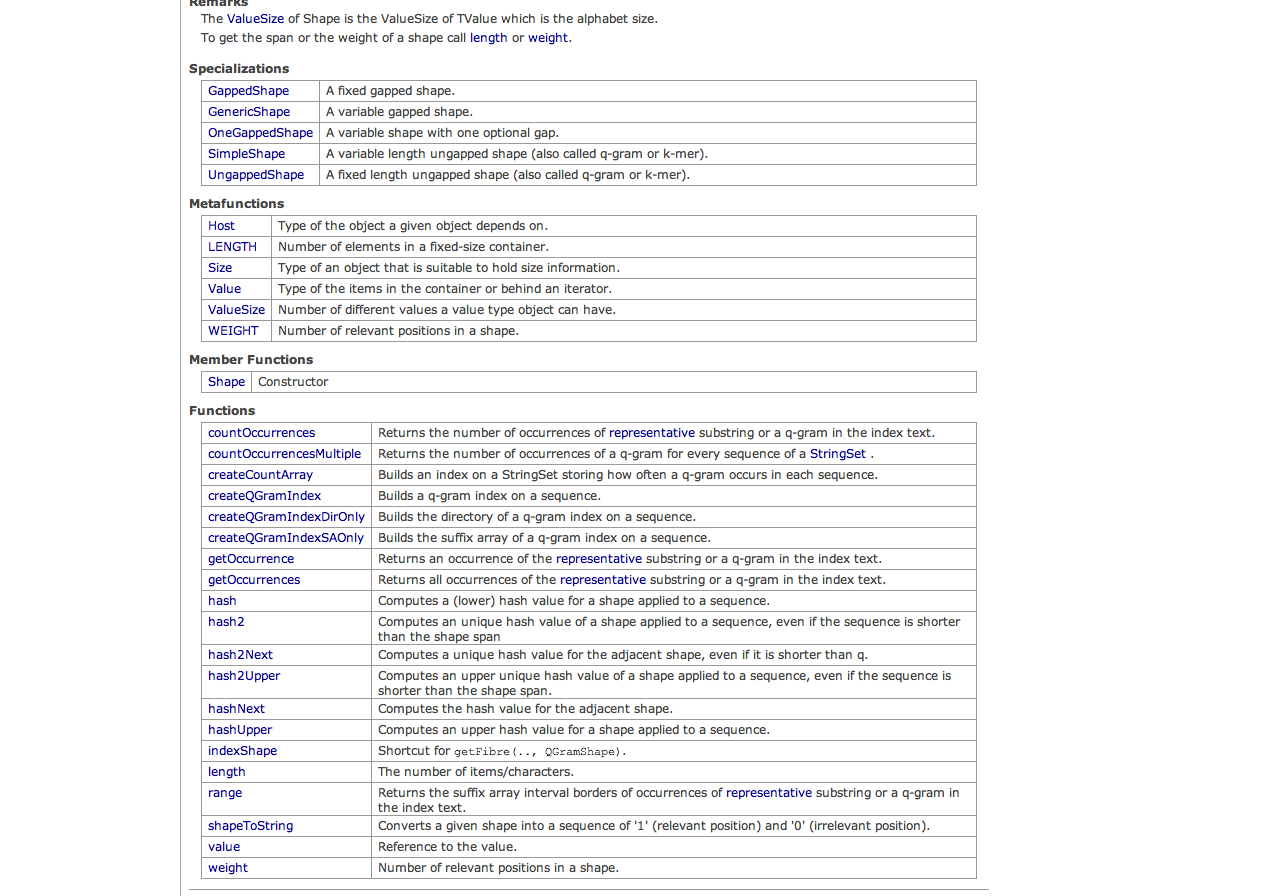 Remarks
The ValueSize of Shape is the ValueSize of TValue which is the alphabet size.
To get the span or the weight of a shape call length or weight.
Specializations
GappedShape A fixed gapped shape.
GenericShape A variable gapped shape.
OneGappedShape A variable shape with one optional gap.
SimpleShape A variable length ungapped shape (also called q-gram or k-mer).
UngappedShape A fixed length ungapped shape (also called q-gram or k-mer).
Metafunctions
Host Type of the object a given object depends on.
LENGTH Number of elements in a fixed-size container.
Size Type of an object that is suitable to hold size information.
Value Type of the items in the container or behind an iterator.
ValueSize Number of different values a value type object can have.
WEIGHT Number of relevant positions in a shape.
Member Functions
Shape Constructor
Functions
countOccurrences Returns the number of occurrences of representative substring or a q-gram in the index text.
countOccurrencesMultiple Returns the number of occurrences of a q-gram for every sequence of a StringSet .
createCountArray Builds an index on a StringSet storing how often a q-gram occurs in each sequence.
createQGramIndex Builds a q-gram index on a sequence.
createQGramIndexDirOnly Builds the directory of a q-gram index on a sequence.
createQGramIndexSAOnly Builds the suffix array of a q-gram index on a sequence.
getOccurrence Returns an occurrence of the representative substring or a q-gram in the index text.
getOccurrences Returns all occurrences of the representative substring or a q-gram in the index text.
hash Computes a (lower) hash value for a shape applied to a sequence.
hash2 Computes an unique hash value of a shape applied to a sequence, even if the sequence is shorter
than the shape span
hash2Next Computes a unique hash value for the adjacent shape, even if it is shorter than q.
hash2Upper Computes an upper unique hash value of a shape applied to a sequence, even if the sequence is
shorter than the shape span.
hashNext Computes the hash value for the adjacent shape.
hashUpper Computes an upper hash value for a shape applied to a sequence.
indexShape Shortcut for getFibre(.., QGramShape).
length The number of items/characters.
range Returns the suffix array interval borders of occurrences of representative substring or a q-gram in
the index text.
shapeToString Converts a given shape into a sequence of '1' (relevant position) and '0' (irrelevant position).
value Reference to the value.
weight Number of relevant positions in a shape.